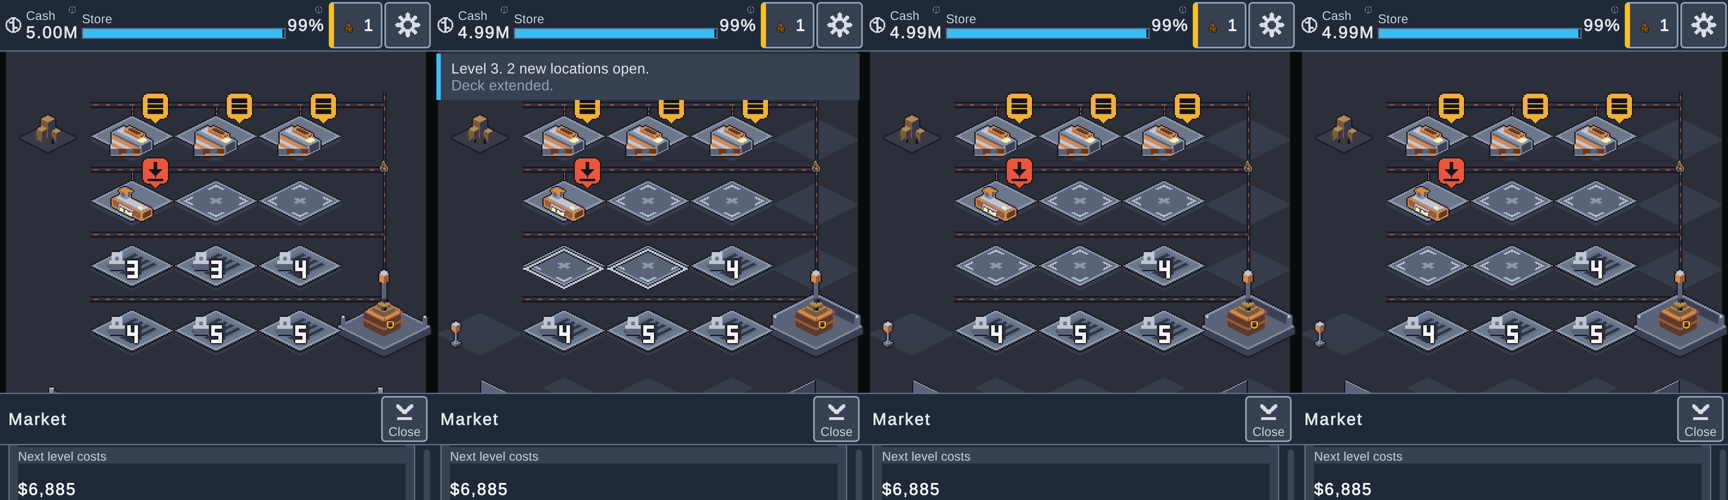 Cash
5.00M
Store
99%
1
3
3
4
4
5
5
Market
Close
Next level costs
$6,885
Cash
4.99M
Store
99%
1
Level 3. 2 new locations open.
Deck extended.
4
4
5
5
Market
Close
Next level costs
$6,885
Cash
4.99M
Store
99%
1
4
4
5
5
Market
Close
Next level costs
$6,885
Cash
4.99M
Store
99%
1
4
4
5
5
Market
Close
Next level costs
$6,885